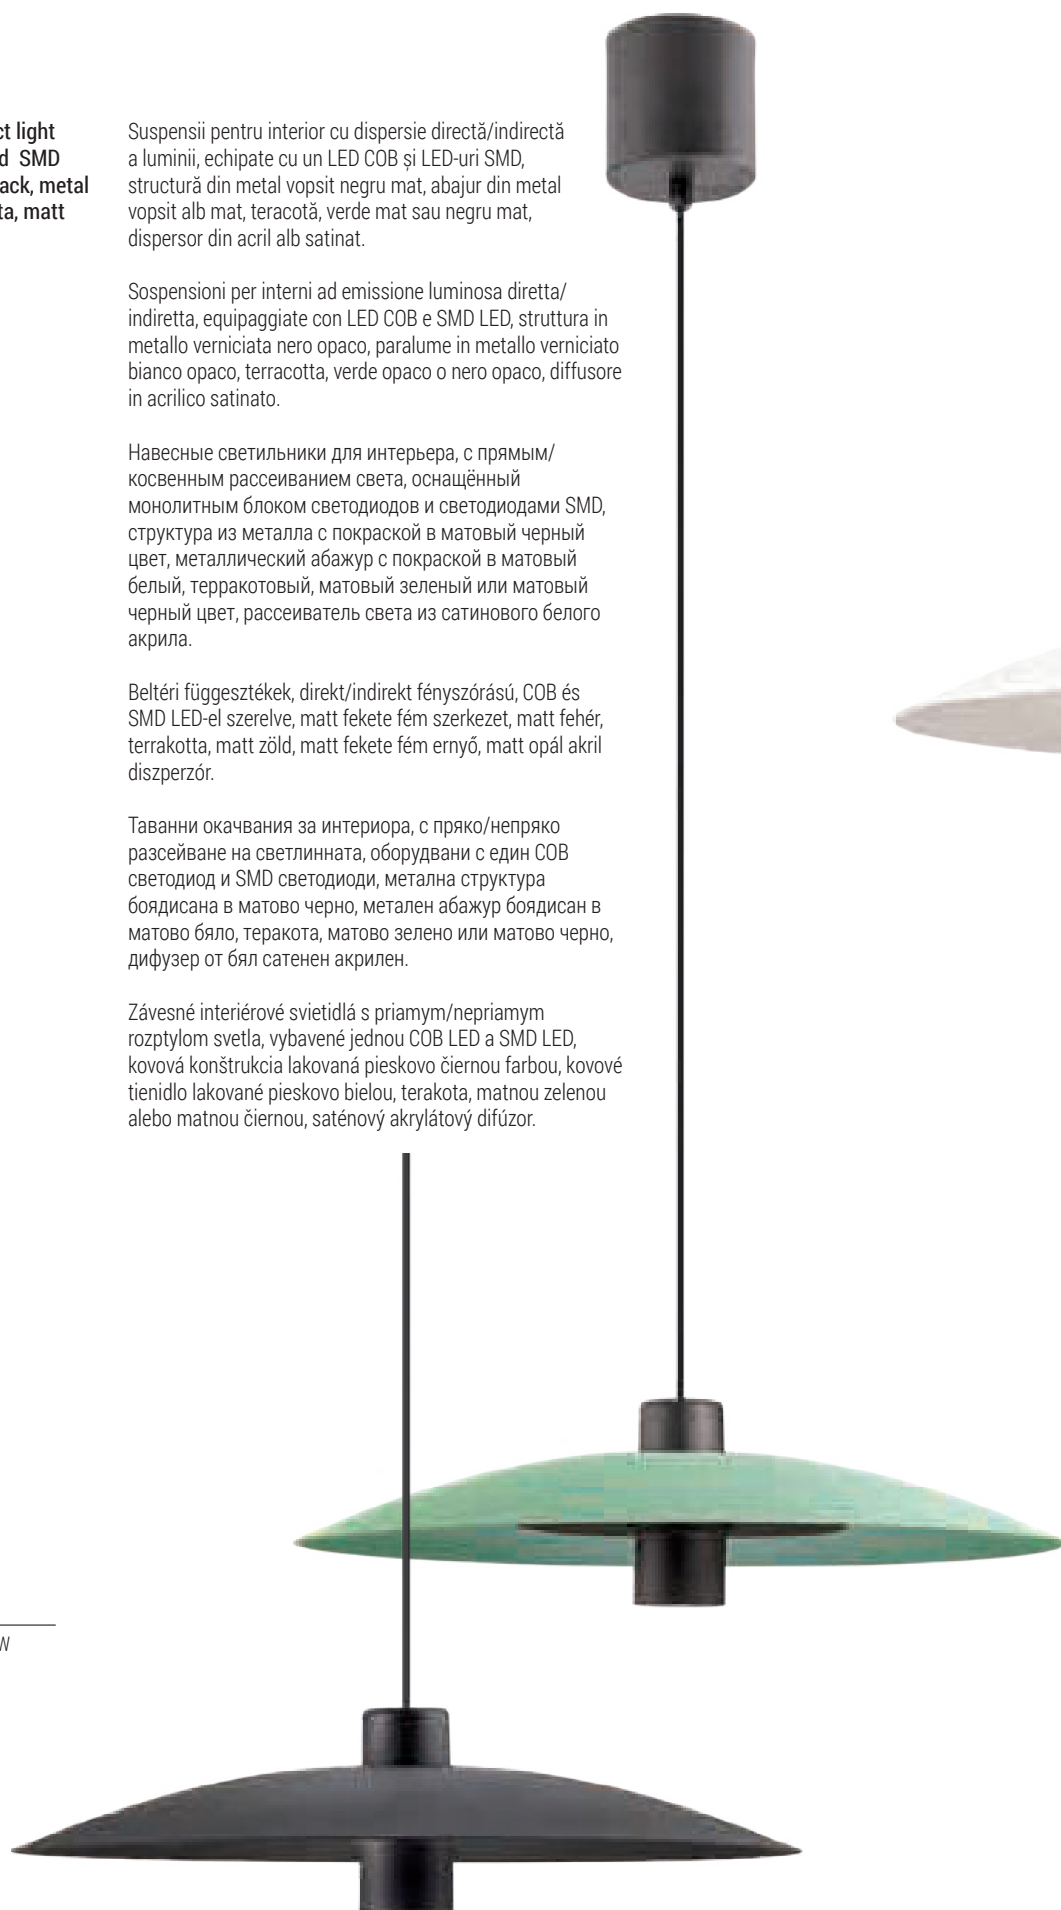 ct light
d SMD
ack, metal
ta, matt
Suspensii pentru interior cu dispersie directă/indirectă
a luminii, echipate cu un LED COB și LED-uri SMD,
structură din metal vopsit negru mat, abajur din metal
vopsit alb mat, teracotă, verde mat sau negru mat,
dispersor din acril alb satinat.
Sospensioni per interni ad emissione luminosa diretta/
indiretta, equipaggiate con LED COB e SMD LED, struttura in
metallo verniciata nero opaco, paralume in metallo verniciato
bianco opaco, terracotta, verde opaco o nero opaco, diffusore
in acrilico satinato.
Навесные светильники для интерьера, с прямым/
косвенным рассеиванием света, оснащённый
монолитным блоком светодиодов и светодиодами SMD,
структура из металла с покраской в матовый черный
цвет, металлический абажур с покраской в матовый
белый, терракотовый, матовый зеленый или матовый
черный цвет, рассеиватель света из сатинового белого
акрила.
Beltéri függesztékek, direkt/indirekt fényszórású, COB és
SMD LED-el szerelve, matt fekete fém szerkezet, matt fehér,
terrakotta, matt zöld, matt fekete fém ernyő, matt opál akril
diszperzór.
Таванни окачвания за интериора, с пряко/непряко
разсейване на светлинната, оборудвани с един COB
светодиод и SMD светодиоди, метална структура
боядисана в матово черно, метален абажур боядисан в
матово бяло, теракота, матово зелено или матово черно,
дифузер от бял сатенен акрилен.
Závesné interiérové svietidlá s priamym/nepriamym
rozptylom svetla, vybavené jednou COB LED a SMD LED,
kovová konštrukcia lakovaná pieskovo čiernou farbou, kovové
tienidlo lakované pieskovo bielou, terakota, matnou zelenou
alebo matnou čiernou, saténový akrylátový difúzor.
W